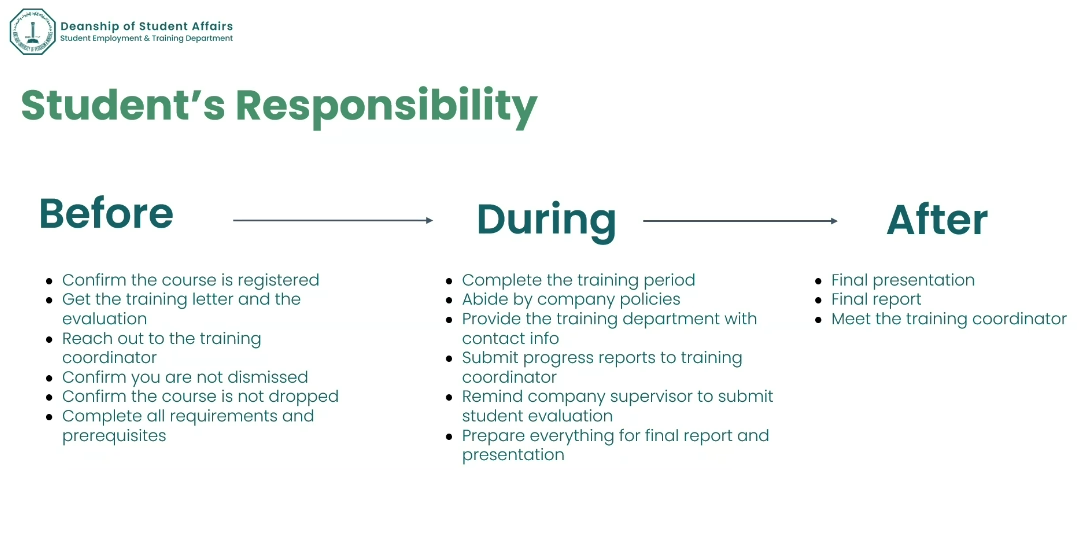 Deanship of Student Affairs
Student Employment & Training Department
Student’s Responsibility
Before
Confirm the course is registered
Get the training letter and the
evaluation
Reach out to the training
coordinator
Confirm you are not dismissed
Confirm the course is not dropped
Complete all requirements and
prerequisites
During
Complete the training period
Abide by company policies
Provide the training department with
contact info
Submit progress reports to training
coordinator
Remind company supervisor to submit
student evaluation
Prepare everything for final report and
presentation
After
Final presentation
Final report
Meet the training coordinator